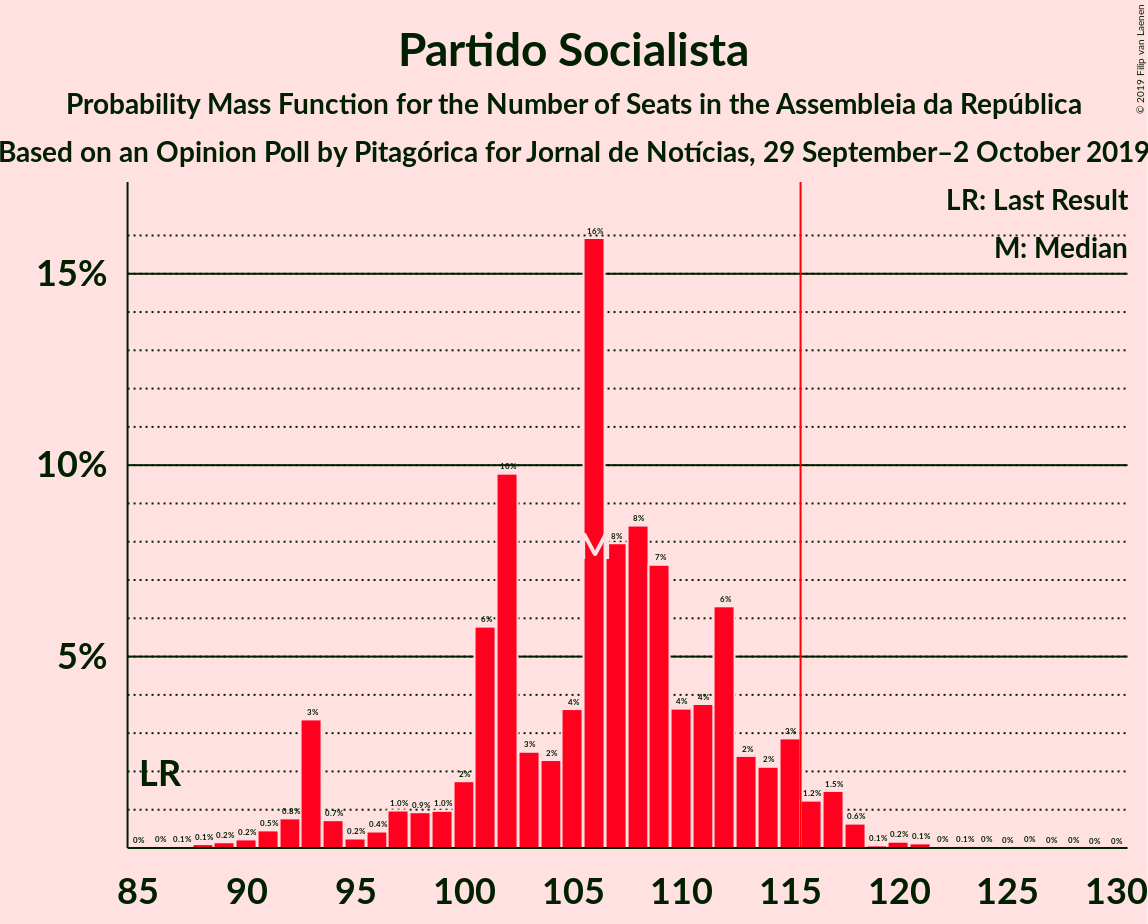 Partido Socialista
Probability Mass Function for the Number of Seats in the Assembleia da República
Based on an Opinion Poll by Pitagórica for Jornal de Notícias, 29 September–2 October 2019
© 2019 Filip van Laenen
LR: Last Result
M: Median
15%
10%
5%
LR
M
0% 0% 0.1% 0.1% 0.2% 0.2% 0.5% 0.8% 3% 0.7% 0.2% 0.4% 1.0% 0.9% 1.0% 2% 6% 10% 3% 2% 4% 16% 8% 8% 7% 4% 4% 6% 2% 2% 3% 1.2% 1.5% 0.6% 0.1% 0.2% 0.1% 0% 0.1% 0% 0% 0% 0% 0% 0% 0%
85 90 95 100 105 110 115 120 125 130